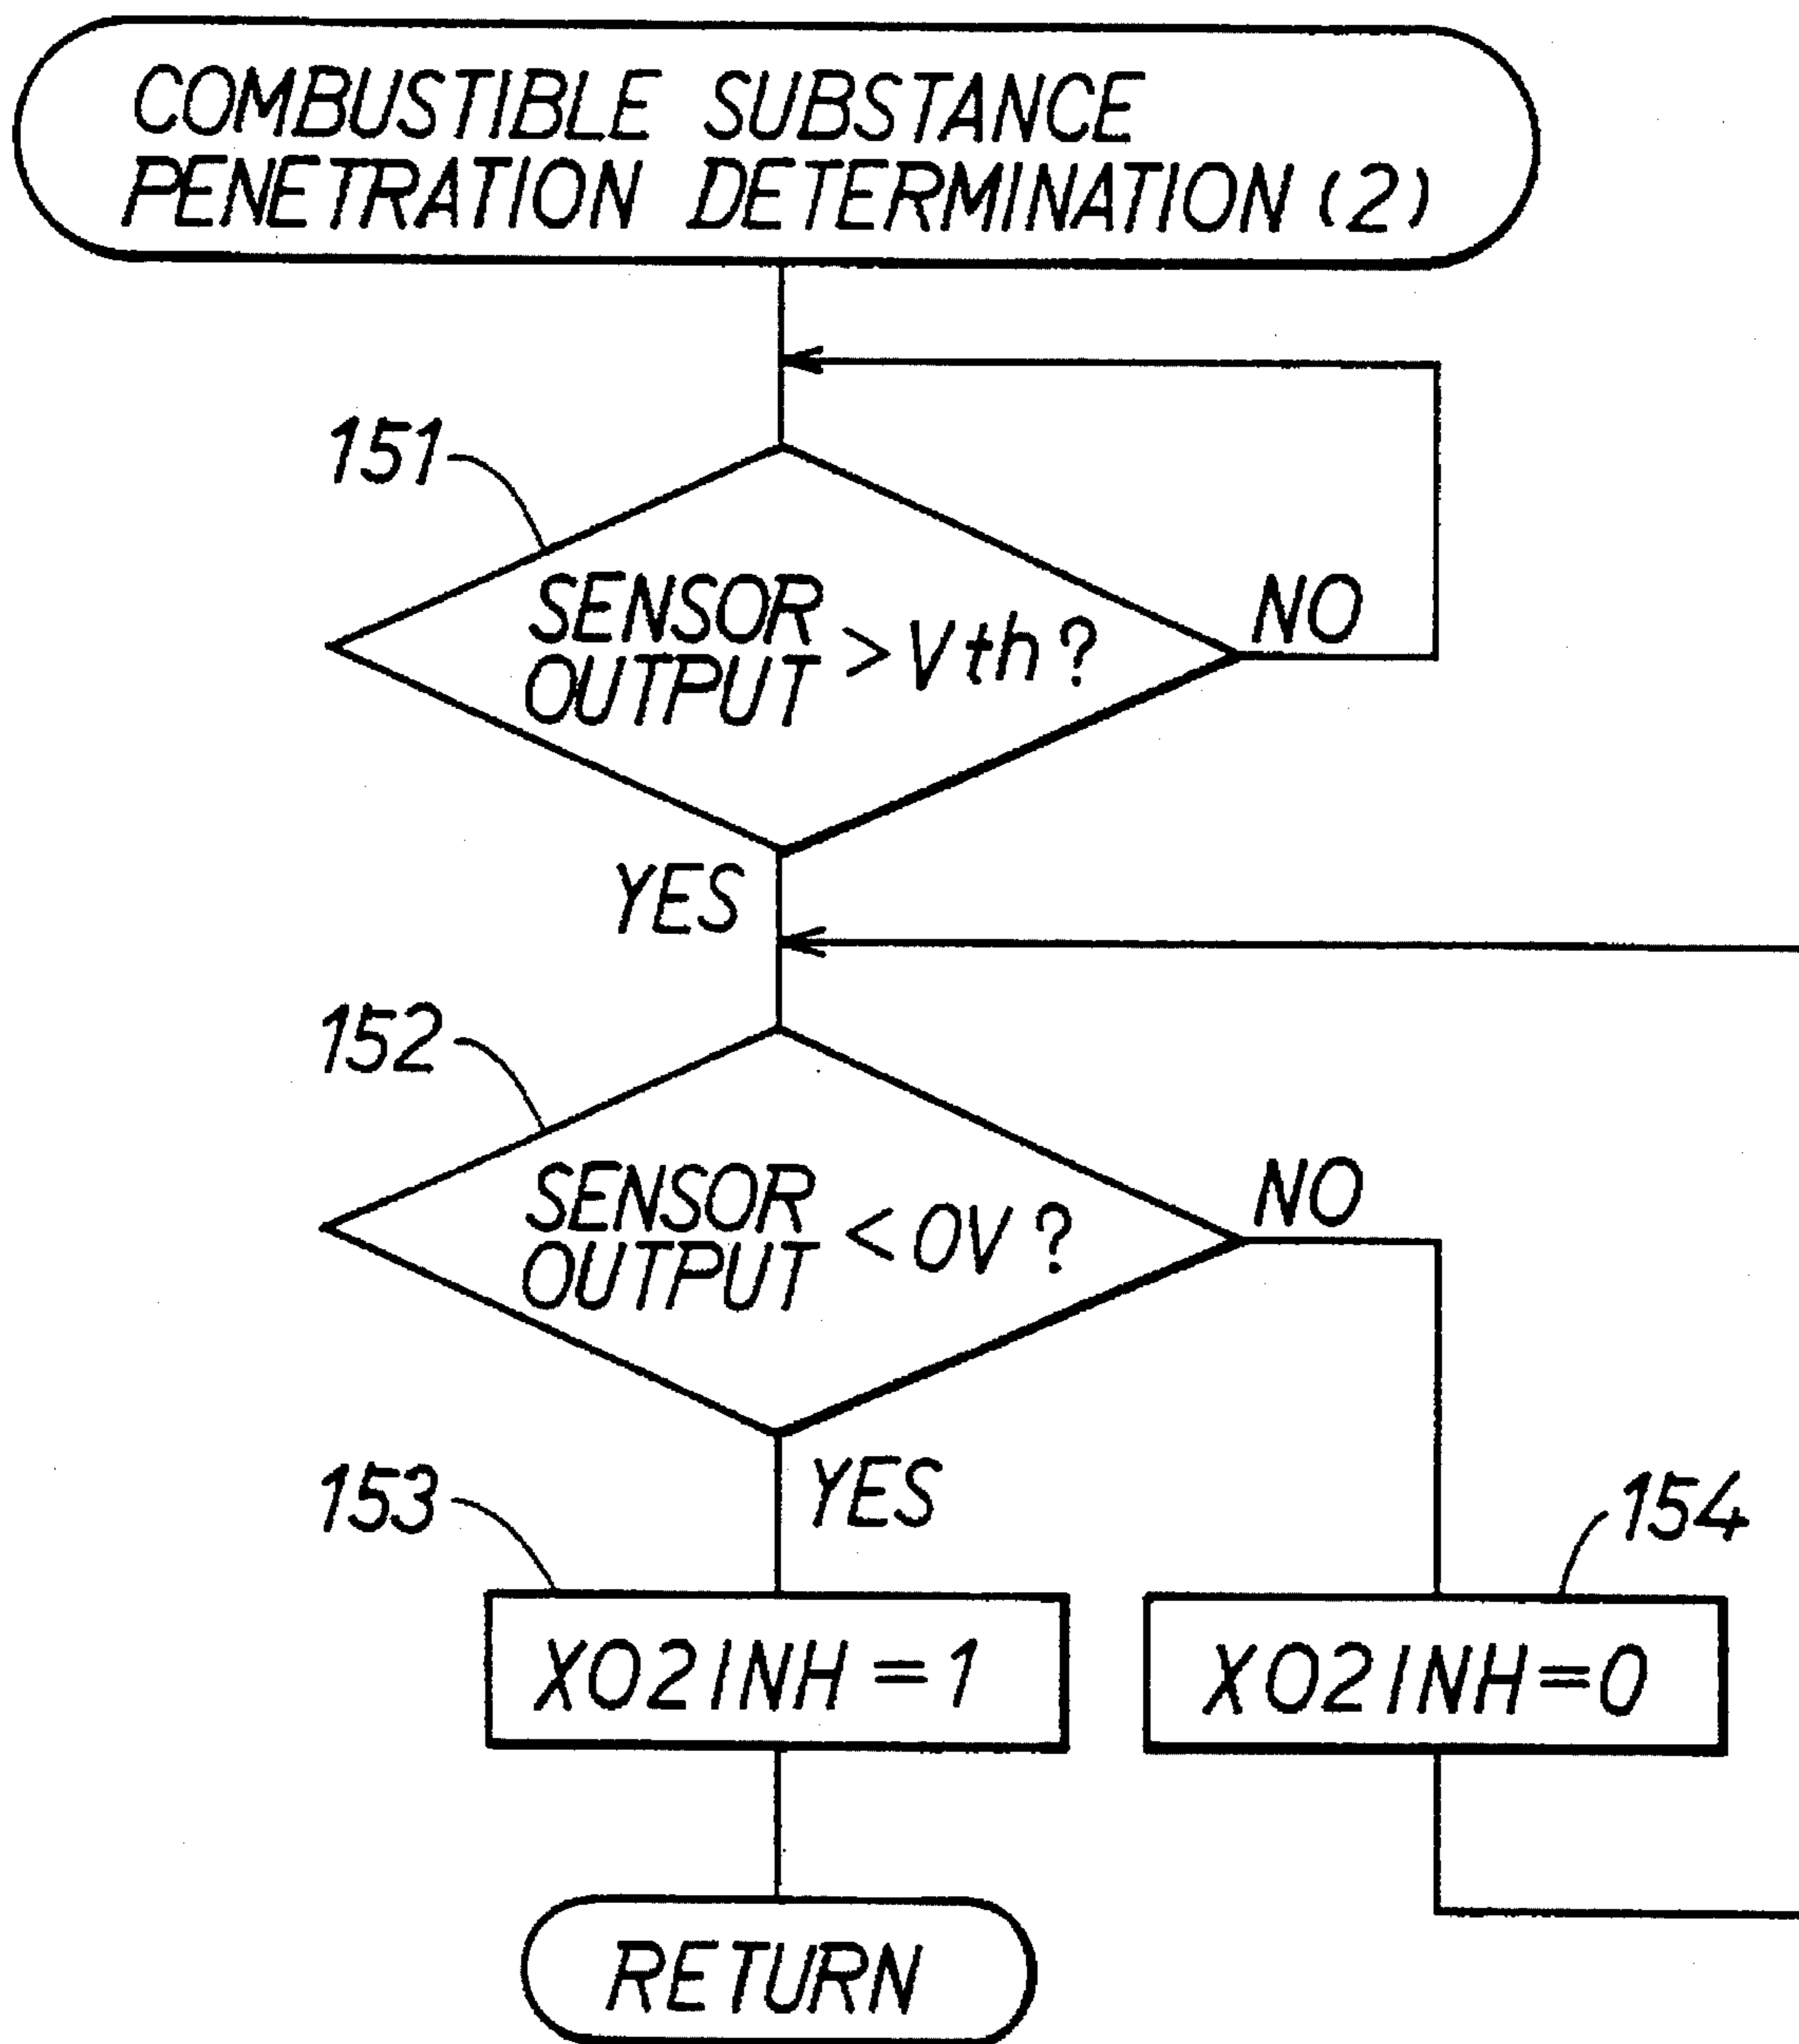 COMBUSTIBLE SUBSTANCE
PENETRATION DETERMINATION (2)
151
SENSOR
OUTPUT > Vth?
NO
YES
152
SENSOR
OUTPUT < 0V?
NO
YES
153
XO2INH = 1
154
XO2INH=0
RETURN